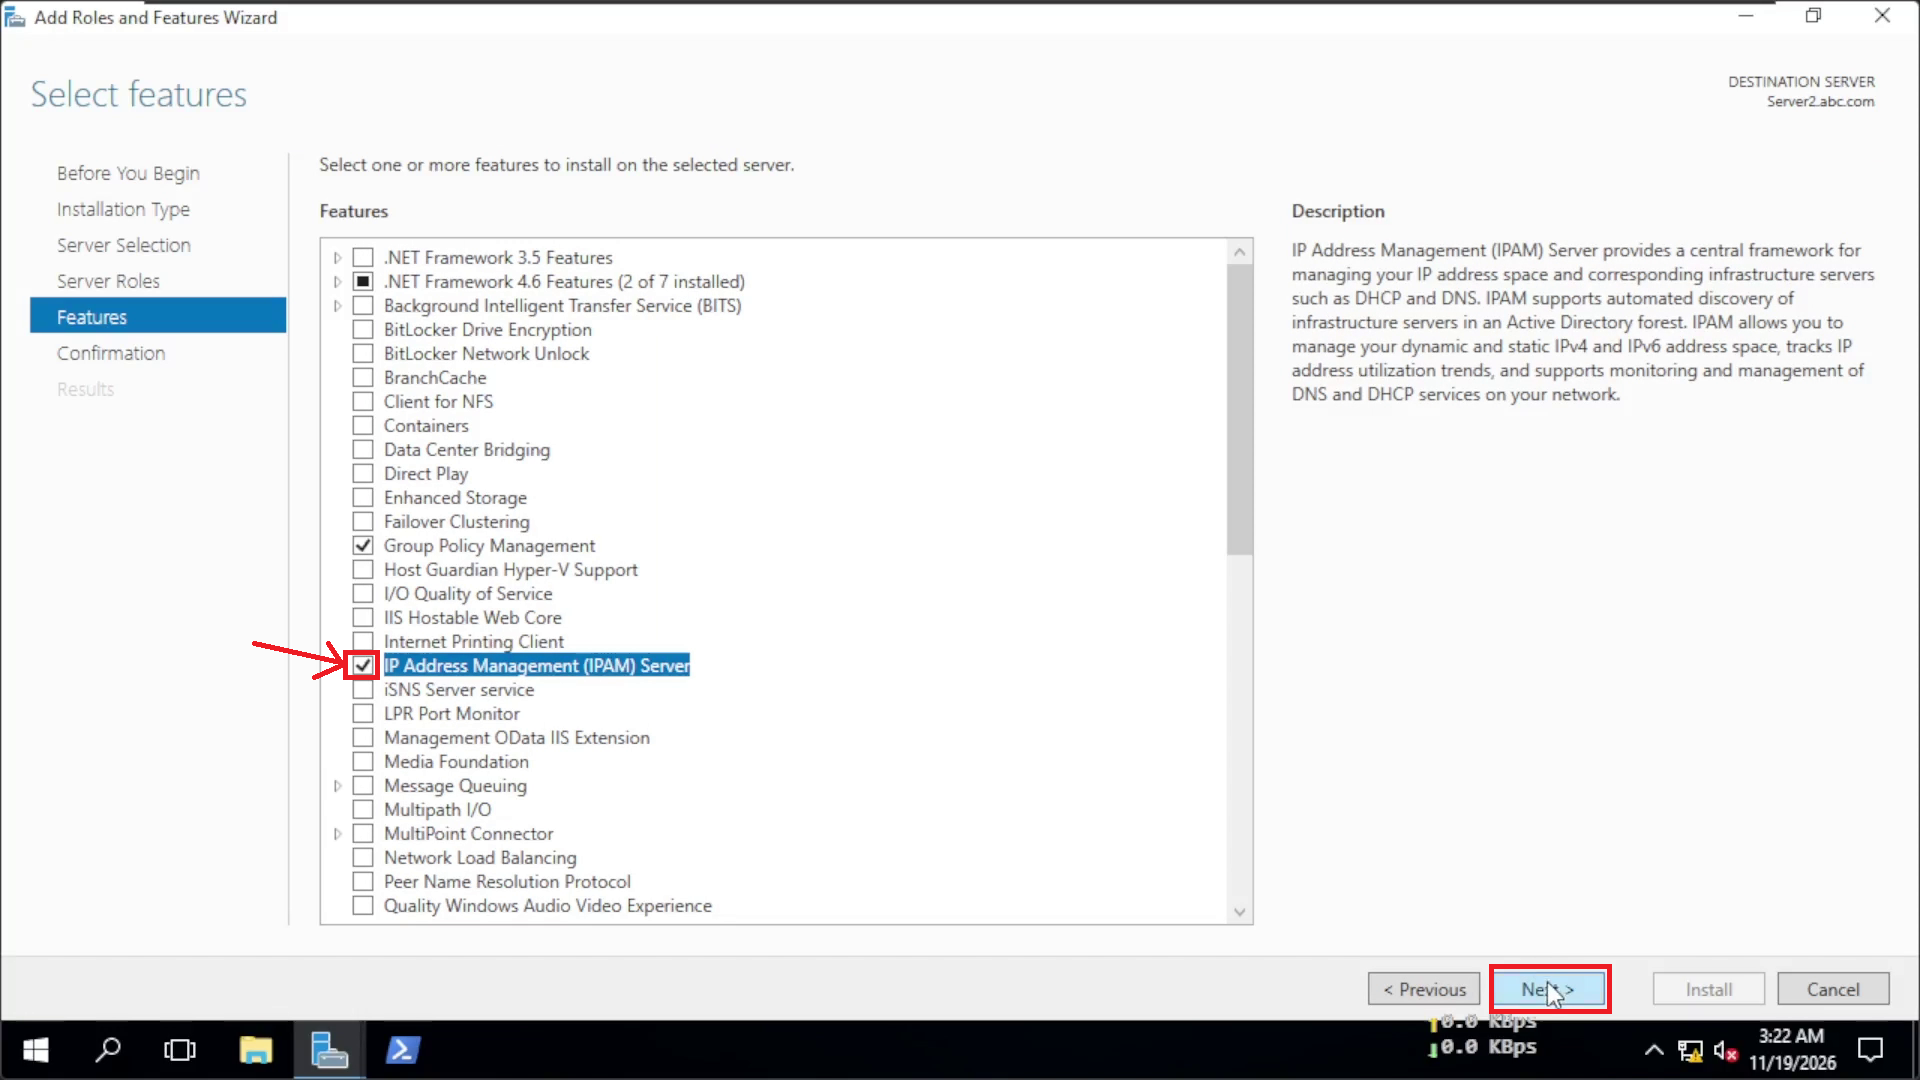 Add Roles and Features Wizard
Select features
DESTINATION SERVER
Server2.abc.com
Before You Begin
Installation Type
Server Selection
Server Roles
Features
Confirmation
Results
Select one or more features to install on the selected server.
Features
.NET Framework 3.5 Features
.NET Framework 4.6 Features (2 of 7 installed)
Background Intelligent Transfer Service (BITS)
BitLocker Drive Encryption
BitLocker Network Unlock
BranchCache
Client for NFS
Containers
Data Center Bridging
Direct Play
Enhanced Storage
Failover Clustering
Group Policy Management
Host Guardian Hyper-V Support
I/O Quality of Service
IIS Hostable Web Core
Internet Printing Client
IP Address Management (IPAM) Server
iSNS Server service
LPR Port Monitor
Management OData IIS Extension
Media Foundation
Message Queuing
Multipath I/O
MultiPoint Connector
Network Load Balancing
Peer Name Resolution Protocol
Quality Windows Audio Video Experience
Description
IP Address Management (IPAM) Server provides a central framework for
managing your IP address space and corresponding infrastructure servers
such as DHCP and DNS. IPAM supports automated discovery of
infrastructure servers in an Active Directory forest. IPAM allows you to
manage your dynamic and static IPv4 and IPv6 address space, tracks IP
address utilization trends, and supports monitoring and management of
DNS and DHCP services on your network.
< Previous
Next >
Install
Cancel
0.0 KBps
0.0 KBps
3:22 AM
11/19/2026